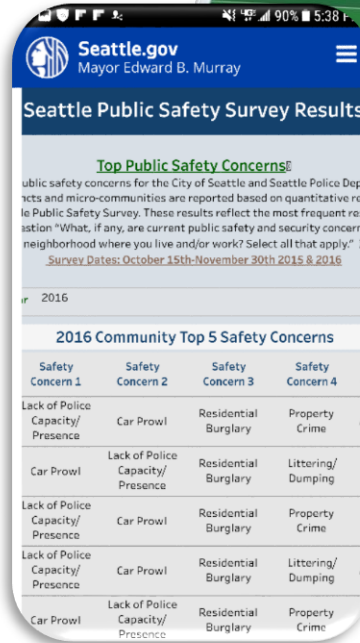 90% 5:38 P
Seattle.gov
Mayor Edward B. Murray
Seattle Public Safety Survey Results
Top Public Safety Concerns
ublic safety concerns for the City of Seattle and Seattle Police Dep
ncts and micro-communities are reported based on quantitative re
le Public Safety Survey. These results reflect the most frequent res
estion "What, if any, are current public safety and security concern
neighborhood where you live and/or work? Select all that apply."
Survey Dates: October 15th-November 30th 2015 & 2016
ar 2016
2016 Community Top 5 Safety Concerns
Safety Safety Safety Safety
Concern 1 Concern 2 Concern 3 Concern 4
Lack of Police
Capacity/ Car Prowl Residential Property
Presence Burglary Crime
Car Prowl Lack of Police Residential Littering/
Capacity/ Burglary Dumping
Presence
Lack of Police
Capacity/ Car Prowl Residential Property
Presence Burglary Crime
Lack of Police
Capacity/ Car Prowl Residential Littering/
Presence Burglary Dumping
Car Prowl Lack of Police Residential Property
Capacity/ Burglary Crime
Presence